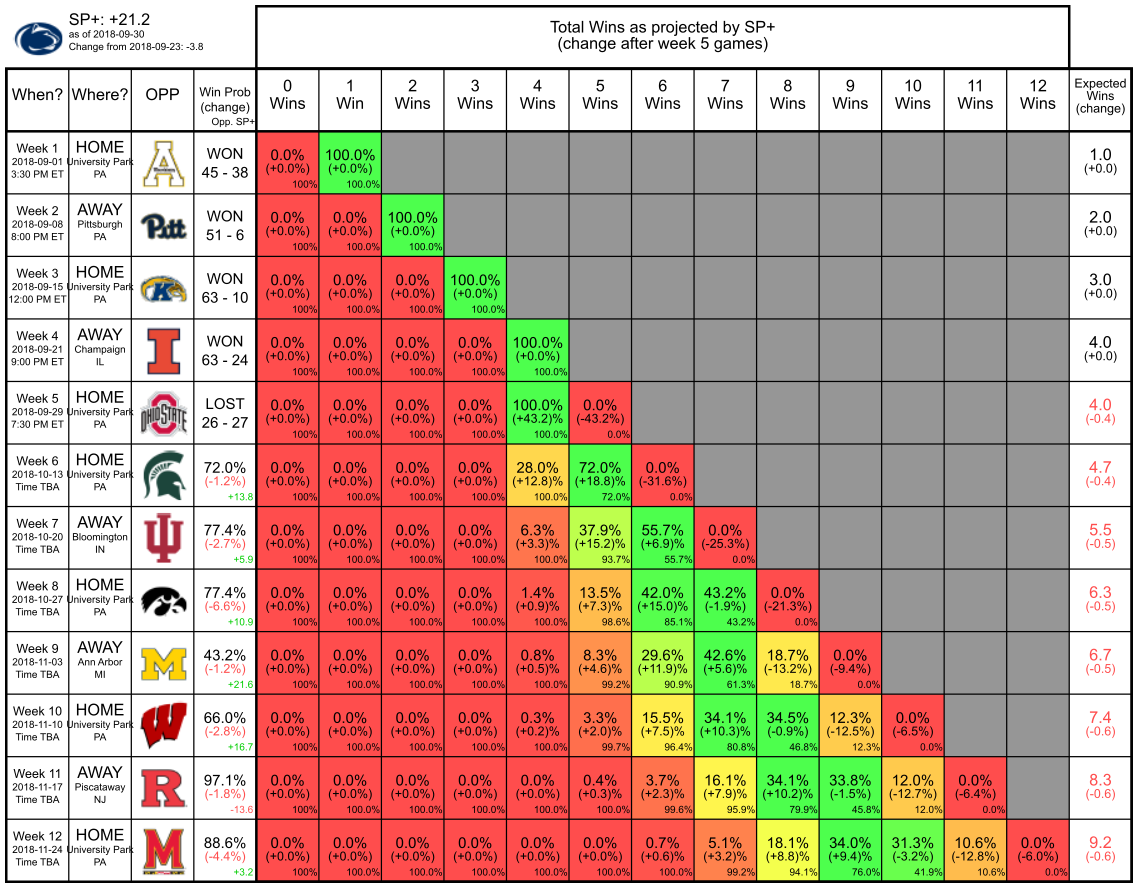 SP+: +21.2
as of 2018-09-30
Change from 2018-09-23: -3.8
Total Wins as projected by SP+
(change after week 5 games)
When? Where? OPP Win Prob (change) Opp. SP+ 0 Wins 1 Win 2 Wins 3 Wins 4 Wins 5 Wins 6 Wins 7 Wins 8 Wins 9 Wins 10 Wins 11 Wins 12 Wins Expected Wins (change)
Week 1 HOME A WON 0.0% 100.0% 1.0
2018-09-01 University Park (+0.0%) (+0.0%) (+0.0)
3:30 PM ET PA 45 - 38 100% 100.0%
Week 2 AWAY Pitt WON 0.0% 0.0% 100.0% 2.0
2018-09-08 Pittsburgh (+0.0%) (+0.0%) (+0.0%) (+0.0)
8:00 PM ET PA 51 - 6 100% 100.0% 100.0%
Week 3 HOME K WON 0.0% 0.0% 0.0% 100.0% 3.0
2018-09-15 University Park (+0.0%) (+0.0%) (+0.0%) (+0.0%) (+0.0)
12:00 PM ET PA 63 - 10 100% 100.0% 100.0% 100.0%
Week 4 AWAY I WON 0.0% 0.0% 0.0% 0.0% 100.0% 4.0
2018-09-21 Champaign (+0.0%) (+0.0%) (+0.0%) (+0.0%) (+0.0%) (+0.0)
9:00 PM ET IL 63 - 24 100% 100.0% 100.0% 100.0% 100.0%
Week 5 HOME OHIO STATE LOST 0.0% 0.0% 0.0% 0.0% 100.0% 0.0% 4.0
2018-09-29 University Park (+0.0%) (+0.0%) (+0.0%) (+0.0%) (+43.2)% (-43.2%) (-0.4)
7:30 PM ET PA 26 - 27 100% 100.0% 100.0% 100.0% 100.0% 0.0%
Week 6 HOME 72.0% 0.0% 0.0% 0.0% 0.0% 28.0% 72.0% 0.0% 4.7
2018-10-13 University Park (-1.2%) (+0.0%) (+0.0%) (+0.0%) (+0.0%) (+12.8)% (+18.8)% (-31.6%) (-0.4)
Time TBA PA +13.8 100% 100.0% 100.0% 100.0% 100.0% 72.0% 0.0%
Week 7 AWAY 77.4% 0.0% 0.0% 0.0% 0.0% 6.3% 37.9% 55.7% 0.0% 5.5
2018-10-20 Bloomington (-2.7%) (+0.0%) (+0.0%) (+0.0%) (+0.0%) (+3.3)% (+15.2)% (+6.9)% (-25.3%) (-0.5)
Time TBA IN +5.9 100% 100.0% 100.0% 100.0% 100.0% 93.7% 55.7% 0.0%
Week 8 HOME 77.4% 0.0% 0.0% 0.0% 0.0% 1.4% 13.5% 42.0% 43.2% 0.0% 6.3
2018-10-27 University Park (-6.6%) (+0.0%) (+0.0%) (+0.0%) (+0.0%) (+0.9)% (+7.3)% (+15.0)% (-1.9%) (-21.3%) (-0.5)
Time TBA PA +10.9 100% 100.0% 100.0% 100.0% 100.0% 98.6% 85.1% 43.2% 0.0%
Week 9 AWAY M 43.2% 0.0% 0.0% 0.0% 0.0% 0.8% 8.3% 29.6% 42.6% 18.7% 0.0% 6.7
2018-11-03 Ann Arbor (-1.2%) (+0.0%) (+0.0%) (+0.0%) (+0.0%) (+0.5)% (+4.6)% (+11.9)% (+5.6)% (-13.2%) (-9.4%) (-0.5)
Time TBA MI +21.6 100% 100.0% 100.0% 100.0% 100.0% 99.2% 90.9% 61.3% 18.7% 0.0%
Week 10 HOME W 66.0% 0.0% 0.0% 0.0% 0.0% 0.3% 3.3% 15.5% 34.1% 34.5% 12.3% 0.0% 7.4
2018-11-10 University Park (-2.8%) (+0.0%) (+0.0%) (+0.0%) (+0.0%) (+0.2)% (+2.0)% (+7.5)% (+10.3)% (-0.9%) (-12.5%) (-6.5%) (-0.6)
Time TBA PA +16.7 100% 100.0% 100.0% 100.0% 100.0% 99.7% 96.4% 80.8% 46.8% 12.3% 0.0%
Week 11 AWAY R 97.1% 0.0% 0.0% 0.0% 0.0% 0.0% 0.4% 3.7% 16.1% 34.1% 33.8% 12.0% 0.0% 8.3
2018-11-17 Piscataway (-1.8%) (+0.0%) (+0.0%) (+0.0%) (+0.0%) (+0.0%) (+0.3)% (+2.3)% (+7.9)% (+10.2)% (-1.5%) (-12.7%) (-6.4%) (-0.6)
Time TBA NJ -13.6 100% 100.0% 100.0% 100.0% 100.0% 100.0% 99.6% 95.9% 79.9% 45.8% 12.0% 0.0%
Week 12 HOME M 88.6% 0.0% 0.0% 0.0% 0.0% 0.0% 0.0% 0.7% 5.1% 18.1% 34.0% 31.3% 10.6% 0.0% 9.2
2018-11-24 University Park (-4.4%) (+0.0%) (+0.0%) (+0.0%) (+0.0%) (+0.0%) (+0.0%) (+0.6)% (+3.2)% (+8.8)% (+9.4)% (-3.2%) (-12.8%) (-6.0%) (-0.6)
Time TBA PA +3.2 100% 100.0% 100.0% 100.0% 100.0% 100.0% 100.0% 99.2% 94.1% 76.0% 41.9% 10.6% 0.0%